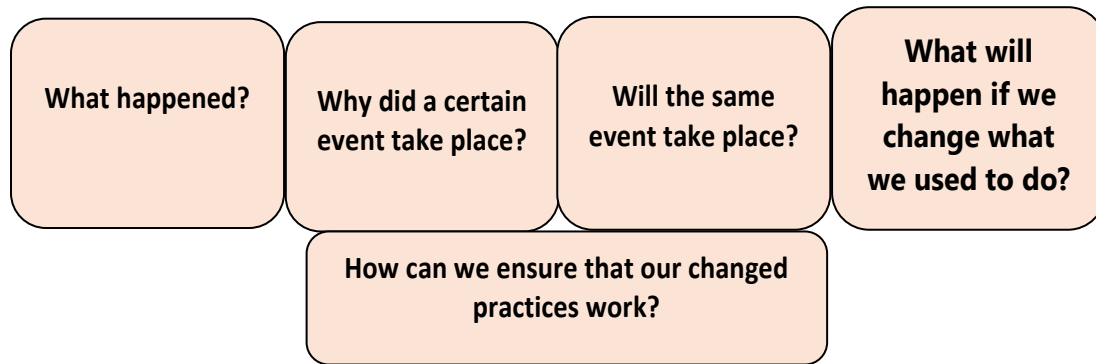 What happened?
Why did a certain
event take place?
Will the same
event take place?
What will
happen if we
change what
we used to do?
How can we ensure that our changed
practices work?